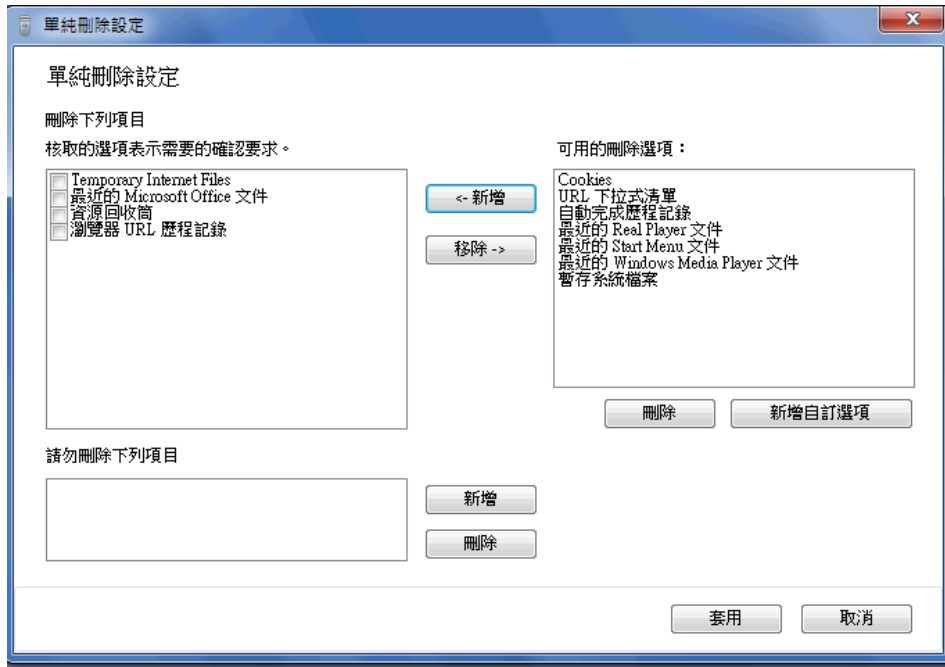 單純刪除設定
單純刪除設定
刪除下列項目
核取的選項表示需要的確認要求。
Temporary Internet Files
最近的 Microsoft Office 文件
資源回收筒
瀏覽器 URL 歷程記錄
<- 新增
移除 ->
可用的刪除選項：
Cookies
URL 下拉式清單
自動完成歷程記錄
最近的 Real Player 文件
最近的 Start Menu 文件
最近的 Windows Media Player 文件
暫存系統檔案
刪除
新增自訂選項
請勿刪除下列項目
新增
刪除
套用
取消